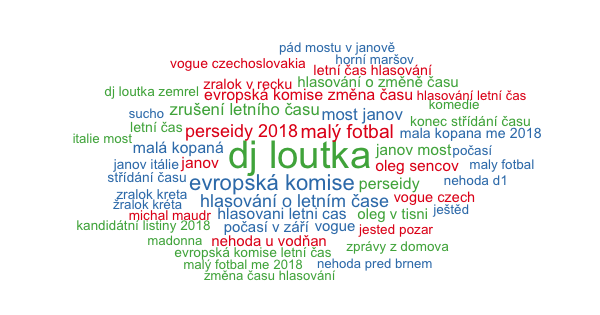 pád mostu v janově
horní maršov
vogue czechoslovakia
letní čas hlasování
zralok v recku
hlasování o změně času
dj loutka zemrel
evropská komise změna času
hlasování letní čas
komedie
sucho
zrušení letního času
most janov
konec střídání času
letní čas
perseidy 2018
malý fotbal
mala kopana me 2018
italie most
malá kopaná
dj loutka
janov most
počasí
janov itálie
janov
oleg sencov
maly fotbal
střídání času
evropská komise
perseidy
nehoda d1
zralok kreta
žralok kréta
hlasování o letním čase
vogue czech
michal maudr
hlasovani letni cas
oleg v tisni
ještěd
kandidátní listiny 2018
počasí v září
vogue
jested pozar
madonna
nehoda u vodňan
zprávy z domova
evropská komise letní čas
malý fotbal me 2018
nehoda pred brnem
změna času hlasování